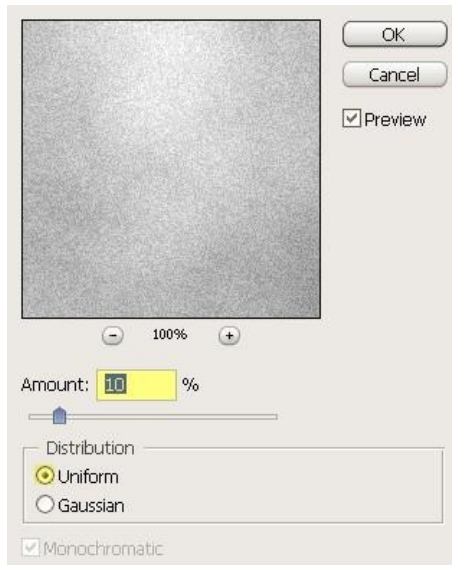 OK
Cancel
Preview
100%
Amount: 10 %
Distribution
Uniform
Gaussian
Monochromatic